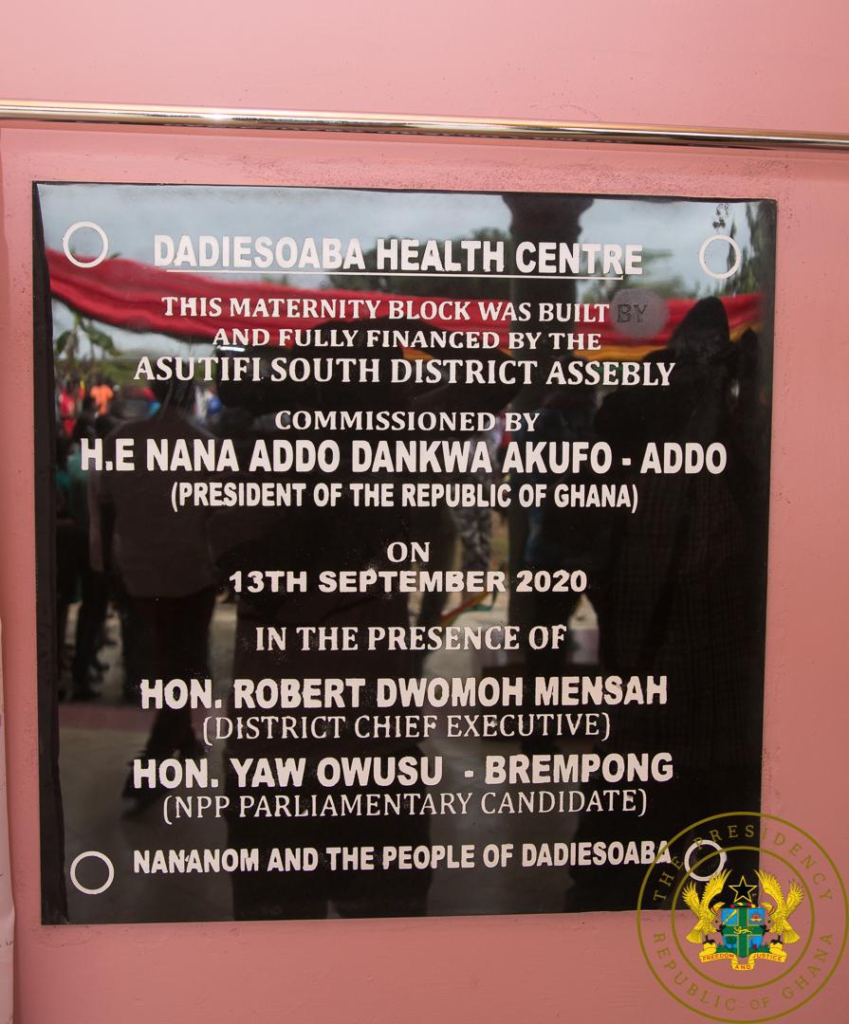 DADIESOABA HEALTH CENTRE
THIS MATERNITY BLOCK WAS BUILT BY
AND FULLY FINANCED BY THE
ASUTIFI SOUTH DISTRICT ASSEBLY
COMMISSIONED BY
H.E NANA ADDO DANKWA AKUFO - ADDO
(PRESIDENT OF THE REPUBLIC OF GHANA)
ON
13TH SEPTEMBER 2020
IN THE PRESENCE OF
HON. ROBERT DWOMOH MENSAH
(DISTRICT CHIEF EXECUTIVE)
HON. YAW OWUSU - BREMPONG
(NPP PARLIAMENTARY CANDIDATE)
NANANOM AND THE PEOPLE OF DADIESOABA
THE PRESIDENCY
REPUBLIC OF GHANA
FREEDOM AND JUSTICE